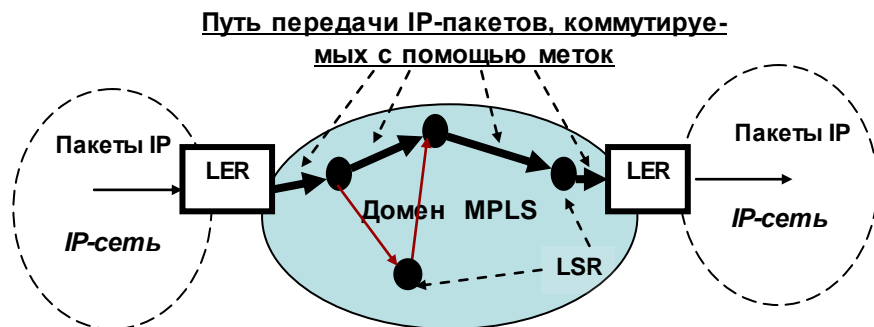 Путь передачи IP-пакетов, коммутируе-
мых с помощью меток
Пакеты IP
LER
LER
Пакеты IP
Домен MPLS
IP-сеть
IP-сеть
LSR